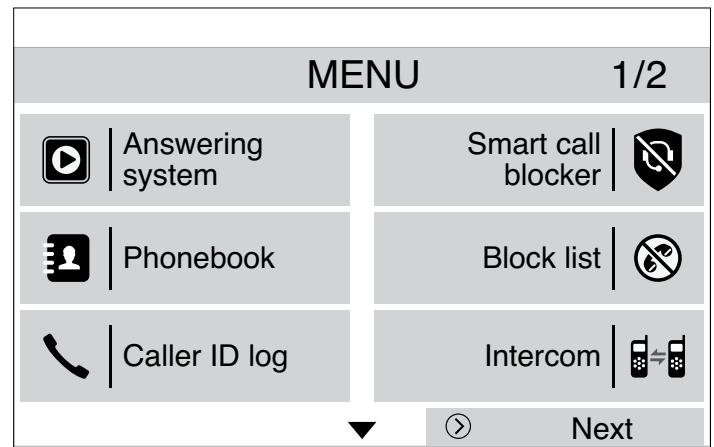 MENU 1/2
Answering
system
Smart call
blocker
Phonebook
Block list
Caller ID log
Intercom
Next